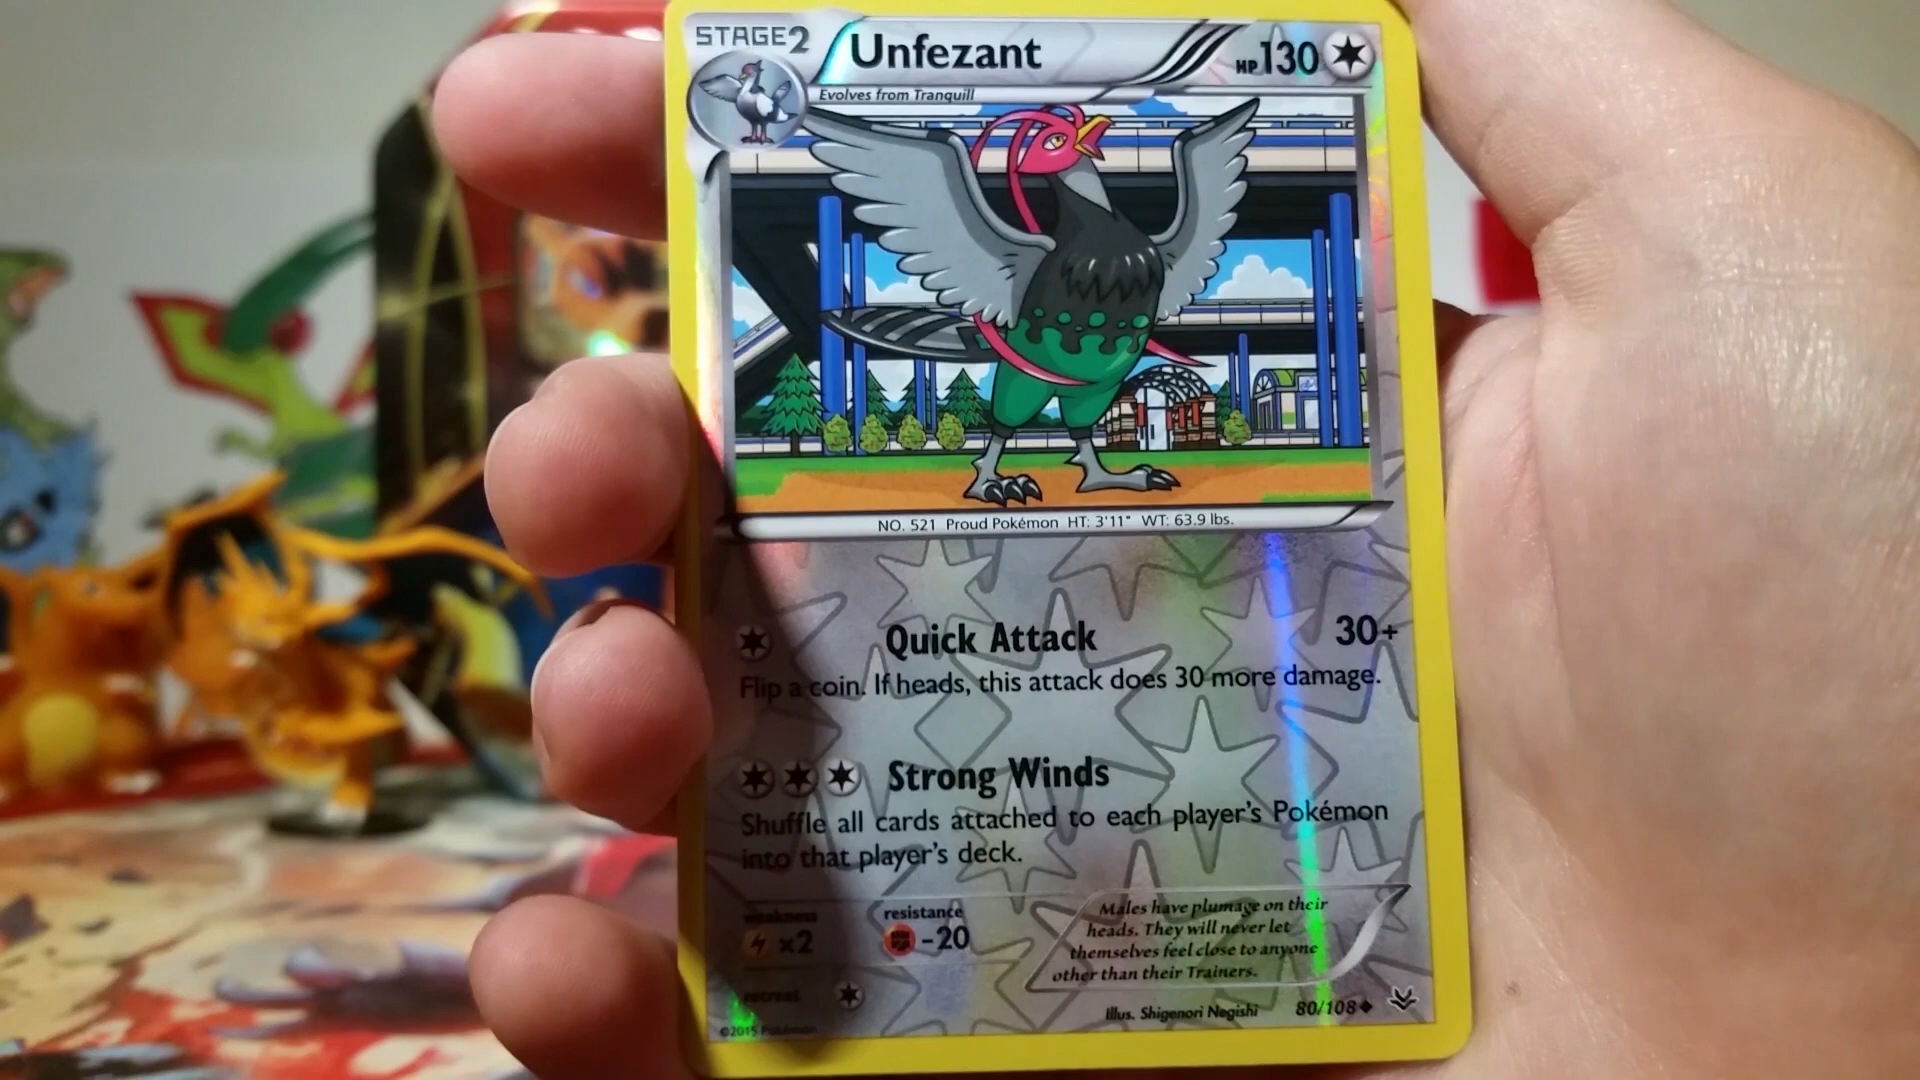 STAGE2 Unfezant HP130
Evolves from Tranquill
NO. 521 Proud Pokémon HT: 3'11" WT: 63.9 lbs.
Quick Attack 30+
Flip a coin. If heads, this attack does 30 more damage.
Strong Winds
Shuffle all cards attached to each player's Pokémon
into that player's deck.
weakness
x2
resistance
-20
retreat
Males have plumage on their
heads. They will never let
themselves feel close to anyone
other than their Trainers.
Illus. Shigenori Negishi 80/108
©2015 Pokémon